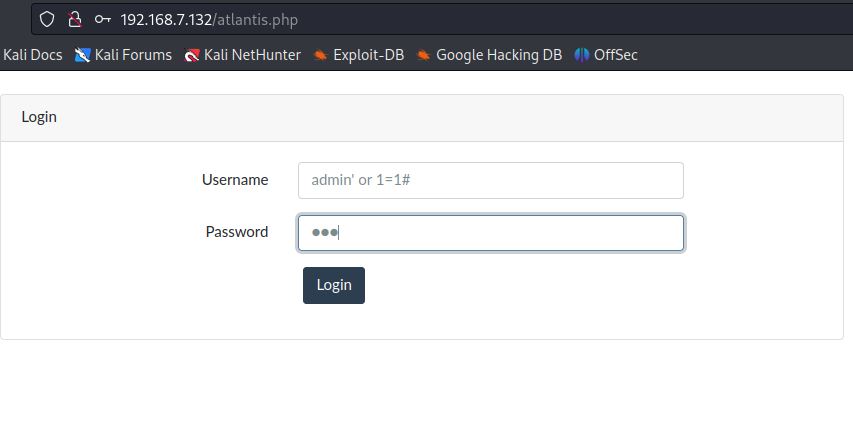 192.168.7.132/atlantis.php
Kali Docs Kali Forums Kali NetHunter Exploit-DB Google Hacking DB OffSec
Login
Username admin' or 1=1#
Password •••
Login